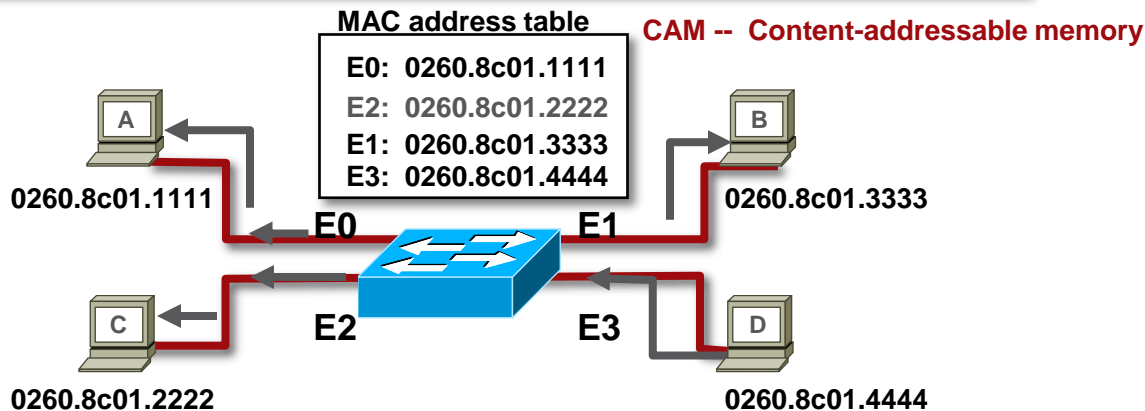 MAC address table
CAM -- Content-addressable memory
E0: 0260.8c01.1111
E2: 0260.8c01.2222
E1: 0260.8c01.3333
E3: 0260.8c01.4444
A
B
0260.8c01.1111
0260.8c01.3333
E0
E1
C
E2
E3
D
0260.8c01.2222
0260.8c01.4444